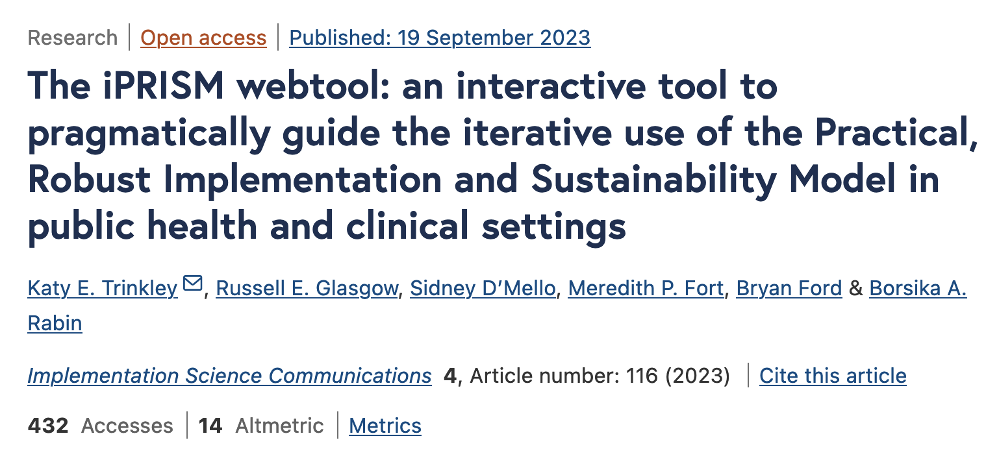 Research | Open access | Published: 19 September 2023
The iPRISM webtool: an interactive tool to
pragmatically guide the iterative use of the Practical,
Robust Implementation and Sustainability Model in
public health and clinical settings
Katy E. Trinkley, Russell E. Glasgow, Sidney D’Mello, Meredith P. Fort, Bryan Ford & Borsika A.
Rabin
Implementation Science Communications 4, Article number: 116 (2023) | Cite this article
432 Accesses | 14 Altmetric | Metrics